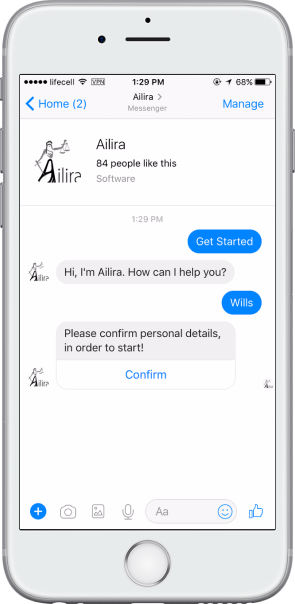 lifecell VPN 1:29 PM 68%
Home (2) Ailira Manage
Messenger
Ailira
84 people like this
Software
Ailira
1:29 PM
Get Started
Hi, I'm Ailira. How can I help you?
Ailira
Wills
Please confirm personal details,
in order to start!
Confirm
Ailira
Aa